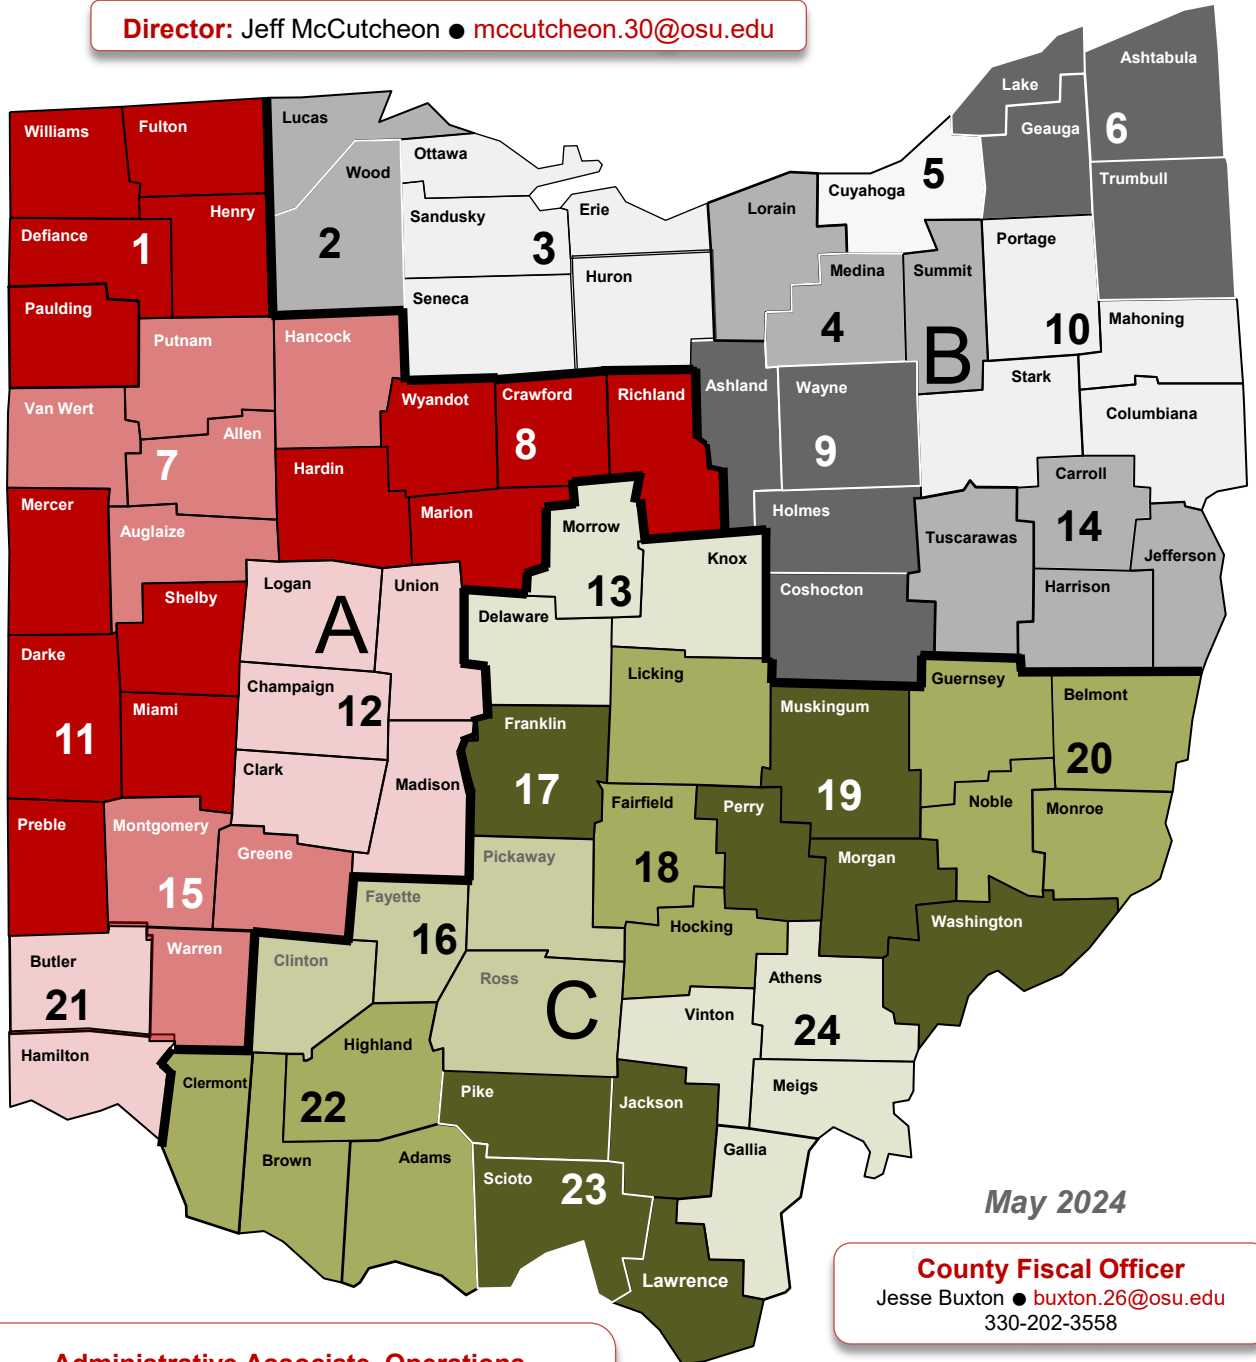 Director: Jeff McCutcheon ● mccutcheon.30@osu.edu
Ashtabula
Lake
Williams
Fulton
Lucas
Geauga
6
Ottawa
Wood
Cuyahoga
5
Trumbull
Henry
Sandusky
Erie
Lorain
Defiance
1
2
3
Portage
Huron
Medina
Summit
Seneca
Paulding
Putnam
Hancock
4
B
10
Mahoning
Stark
Ashland
Wayne
Van Wert
Wyandot
Crawford
Richland
Columbiana
Allen
7
8
9
Hardin
Carroll
Mercer
Marion
Holmes
Auglaize
Morrow
Tuscarawas
14
Jefferson
Knox
Logan
Union
Harrison
Shelby
A
13
Coshocton
Delaware
Darke
Licking
Guernsey
Champaign
12
Belmont
Miami
Muskingum
Franklin
11
20
Clark
Madison
17
19
Fairfield
Perry
Noble
Monroe
Preble
Montgomery
Greene
Pickaway
Morgan
18
15
Fayette
Washington
Hocking
16
Warren
Butler
Clinton
Ross
Athens
21
C
Vinton
24
Hamilton
Highland
Clermont
Meigs
Pike
Jackson
22
Gallia
Brown
Adams
Scioto
23
May 2024
Lawrence
County Fiscal Officer
Jesse Buxton ● buxton.26@osu.edu
330-202-3558
Administrative Associate, Operations